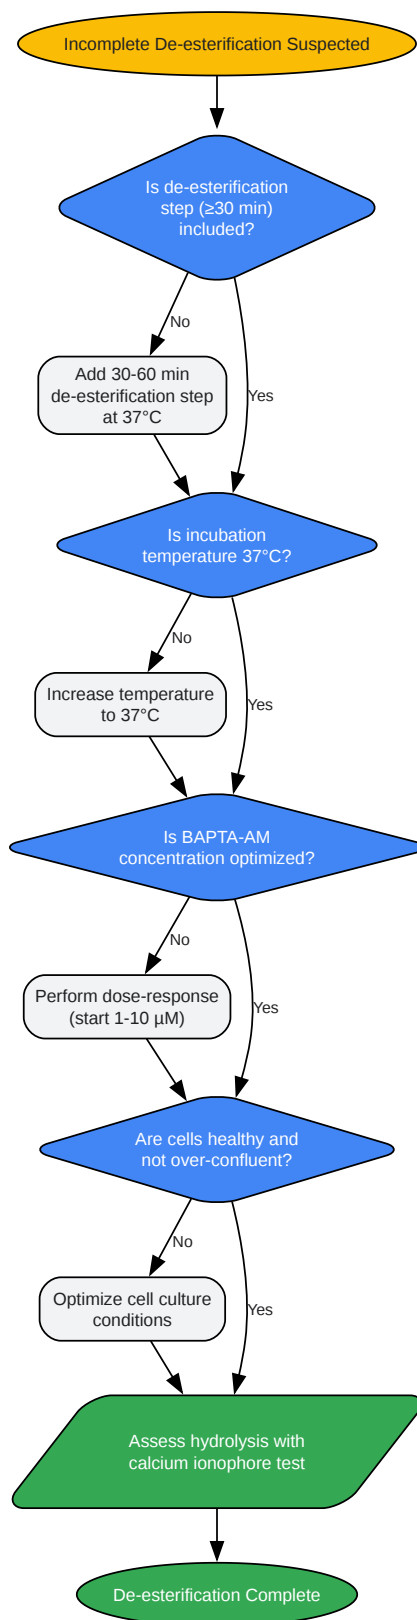 Incomplete De-esterification Suspected
Is de-esterification
step (≥30 min)
included?
No
Yes
Add 30-60 min
de-esterification step
at 37°C
Is incubation
temperature 37°C?
No
Yes
Increase temperature
to 37°C
Is BAPTA-AM
concentration optimized?
No
Yes
Perform dose-response
(start 1-10 µM)
Are cells healthy and
not over-confluent?
No
Yes
Optimize cell culture
conditions
Assess hydrolysis with
calcium ionophore test
De-esterification Complete